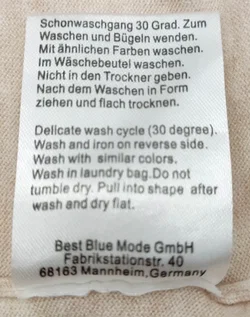 Schonwaschgang 30 Grad. Zum
Waschen und Bügeln wenden.
Mit ähnlichen Farben waschen.
Im Wäschebeutel waschen.
Nicht in den Trockner geben.
Nach dem Waschen in Form
ziehen und flach trocknen.
Delicate wash cycle (30 degree).
Wash and iron on reverse side.
Wash with similar colors.
Wash in laundry bag.Do not
tumble dry. Pull into shape after
wash and dry flat.
Best Blue Mode GmbH
Fabrikstationstr. 40
68163 Mannheim,Germany